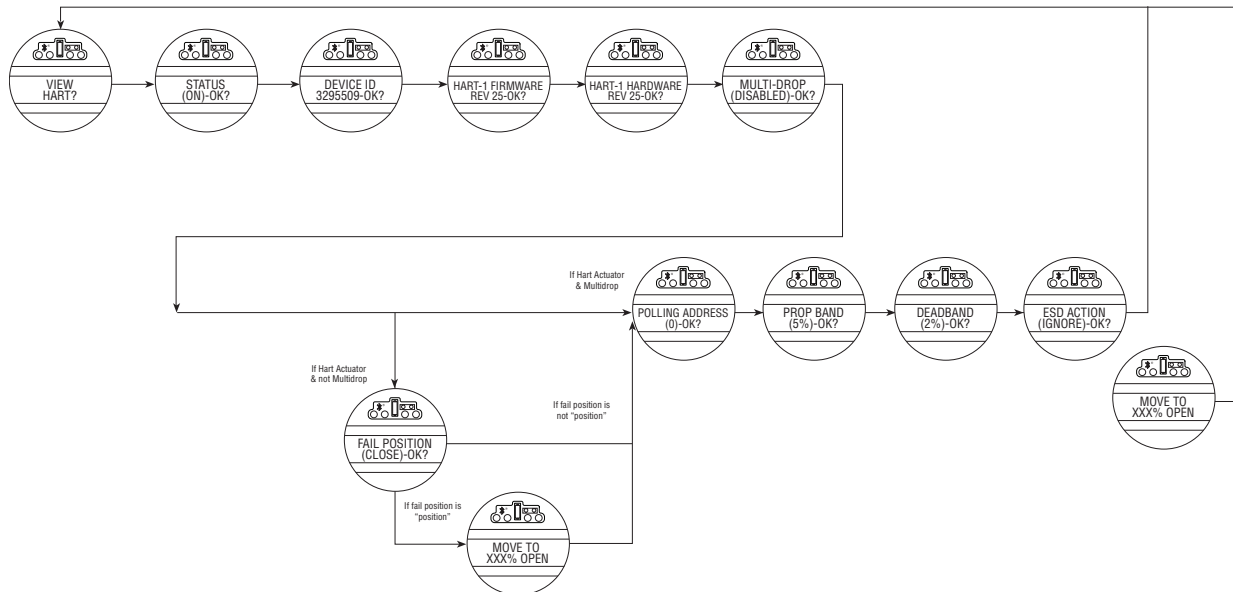 VIEW
HART?
STATUS
(ON)-OK?
DEVICE ID
3295509-OK?
HART-1 FIRMWARE
REV 25-OK?
HART-1 HARDWARE
REV 25-OK?
MULTI-DROP
(DISABLED)-OK?
If Hart Actuator
& Multidrop
POLLING ADDRESS
(0)-OK?
PROP BAND
(5%)-OK?
DEADBAND
(2%)-OK?
ESD ACTION
(IGNORE)-OK?
If Hart Actuator
& not Multidrop
MOVE TO
XXX% OPEN
If fail position is
not “position”
FAIL POSITION
(CLOSE)-OK?
If fail position is
“position”
MOVE TO
XXX% OPEN